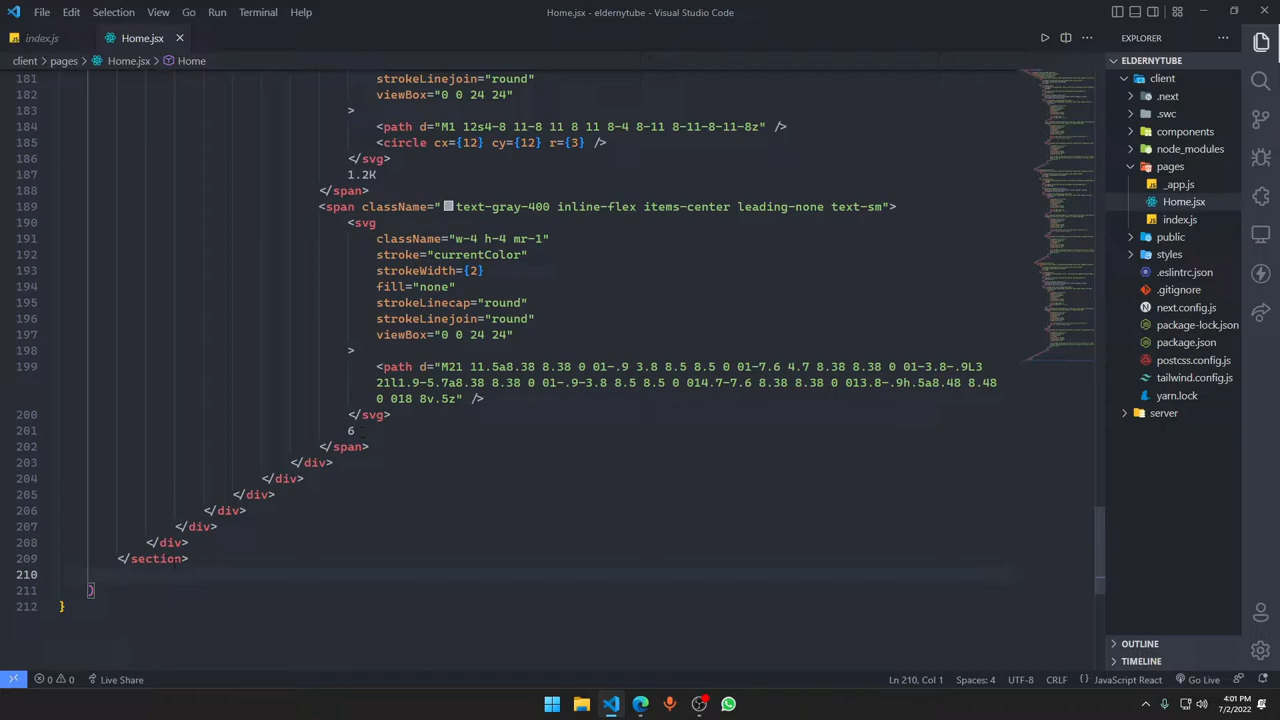 File Edit Selection View Go Run Terminal Help
Home.jsx - eldernytube - Visual Studio Code
index.js
Home.jsx
client > pages > Home.jsx > Home
181 strokeLinejoin="round"
182 viewBox="0 0 24 24"
183
184 <path d="M1 12s4-8 11-8 11 8 11 8-4 8-11 8-11-8-11-8z" />
185 <circle cx={12} cy={12} r={3} />
186 </svg>
187 1.2K
188 </span>
189 <span className="text-gray-400 inline-flex items-center leading-none text-sm">
190 <svg
191 className="w-4 h-4 mr-1"
192 stroke="currentColor"
193 strokeWidth={2}
194 fill="none"
195 strokeLinecap="round"
196 strokeLinejoin="round"
197 viewBox="0 0 24 24"
198
199 <path d="M21 11.5a8.38 8.38 0 01-.9 3.8 8.5 8.5 0 01-7.6 4.7 8.38 8.38 0 01-3.8-.9L3
21l1.9-5.7a8.38 8.38 0 01-.9-3.8 8.5 8.5 0 014.7-7.6 8.38 8.38 0 013.8-.9h.5a8.48 8.48
0 018 8v.5z" />
200 </svg>
201 6
202 </span>
203 </div>
204 </div>
205 </div>
206 </div>
207 </div>
208 </div>
209 </section>
210
211 )
212 }
EXPLORER
ELDERNYTUBE
client
.next
.swc
components
node_modules
pages
_app.js
Home.jsx
index.js
public
styles
.eslintrc.json
.gitignore
next.config.js
package-lock.json
package.json
postcss.config.js
tailwind.config.js
yarn.lock
server
OUTLINE
TIMELINE
0 0 Live Share
Ln 210, Col 1 Spaces: 4 UTF-8 CRLF { } JavaScript React Go Live
4:01 PM
7/2/2022